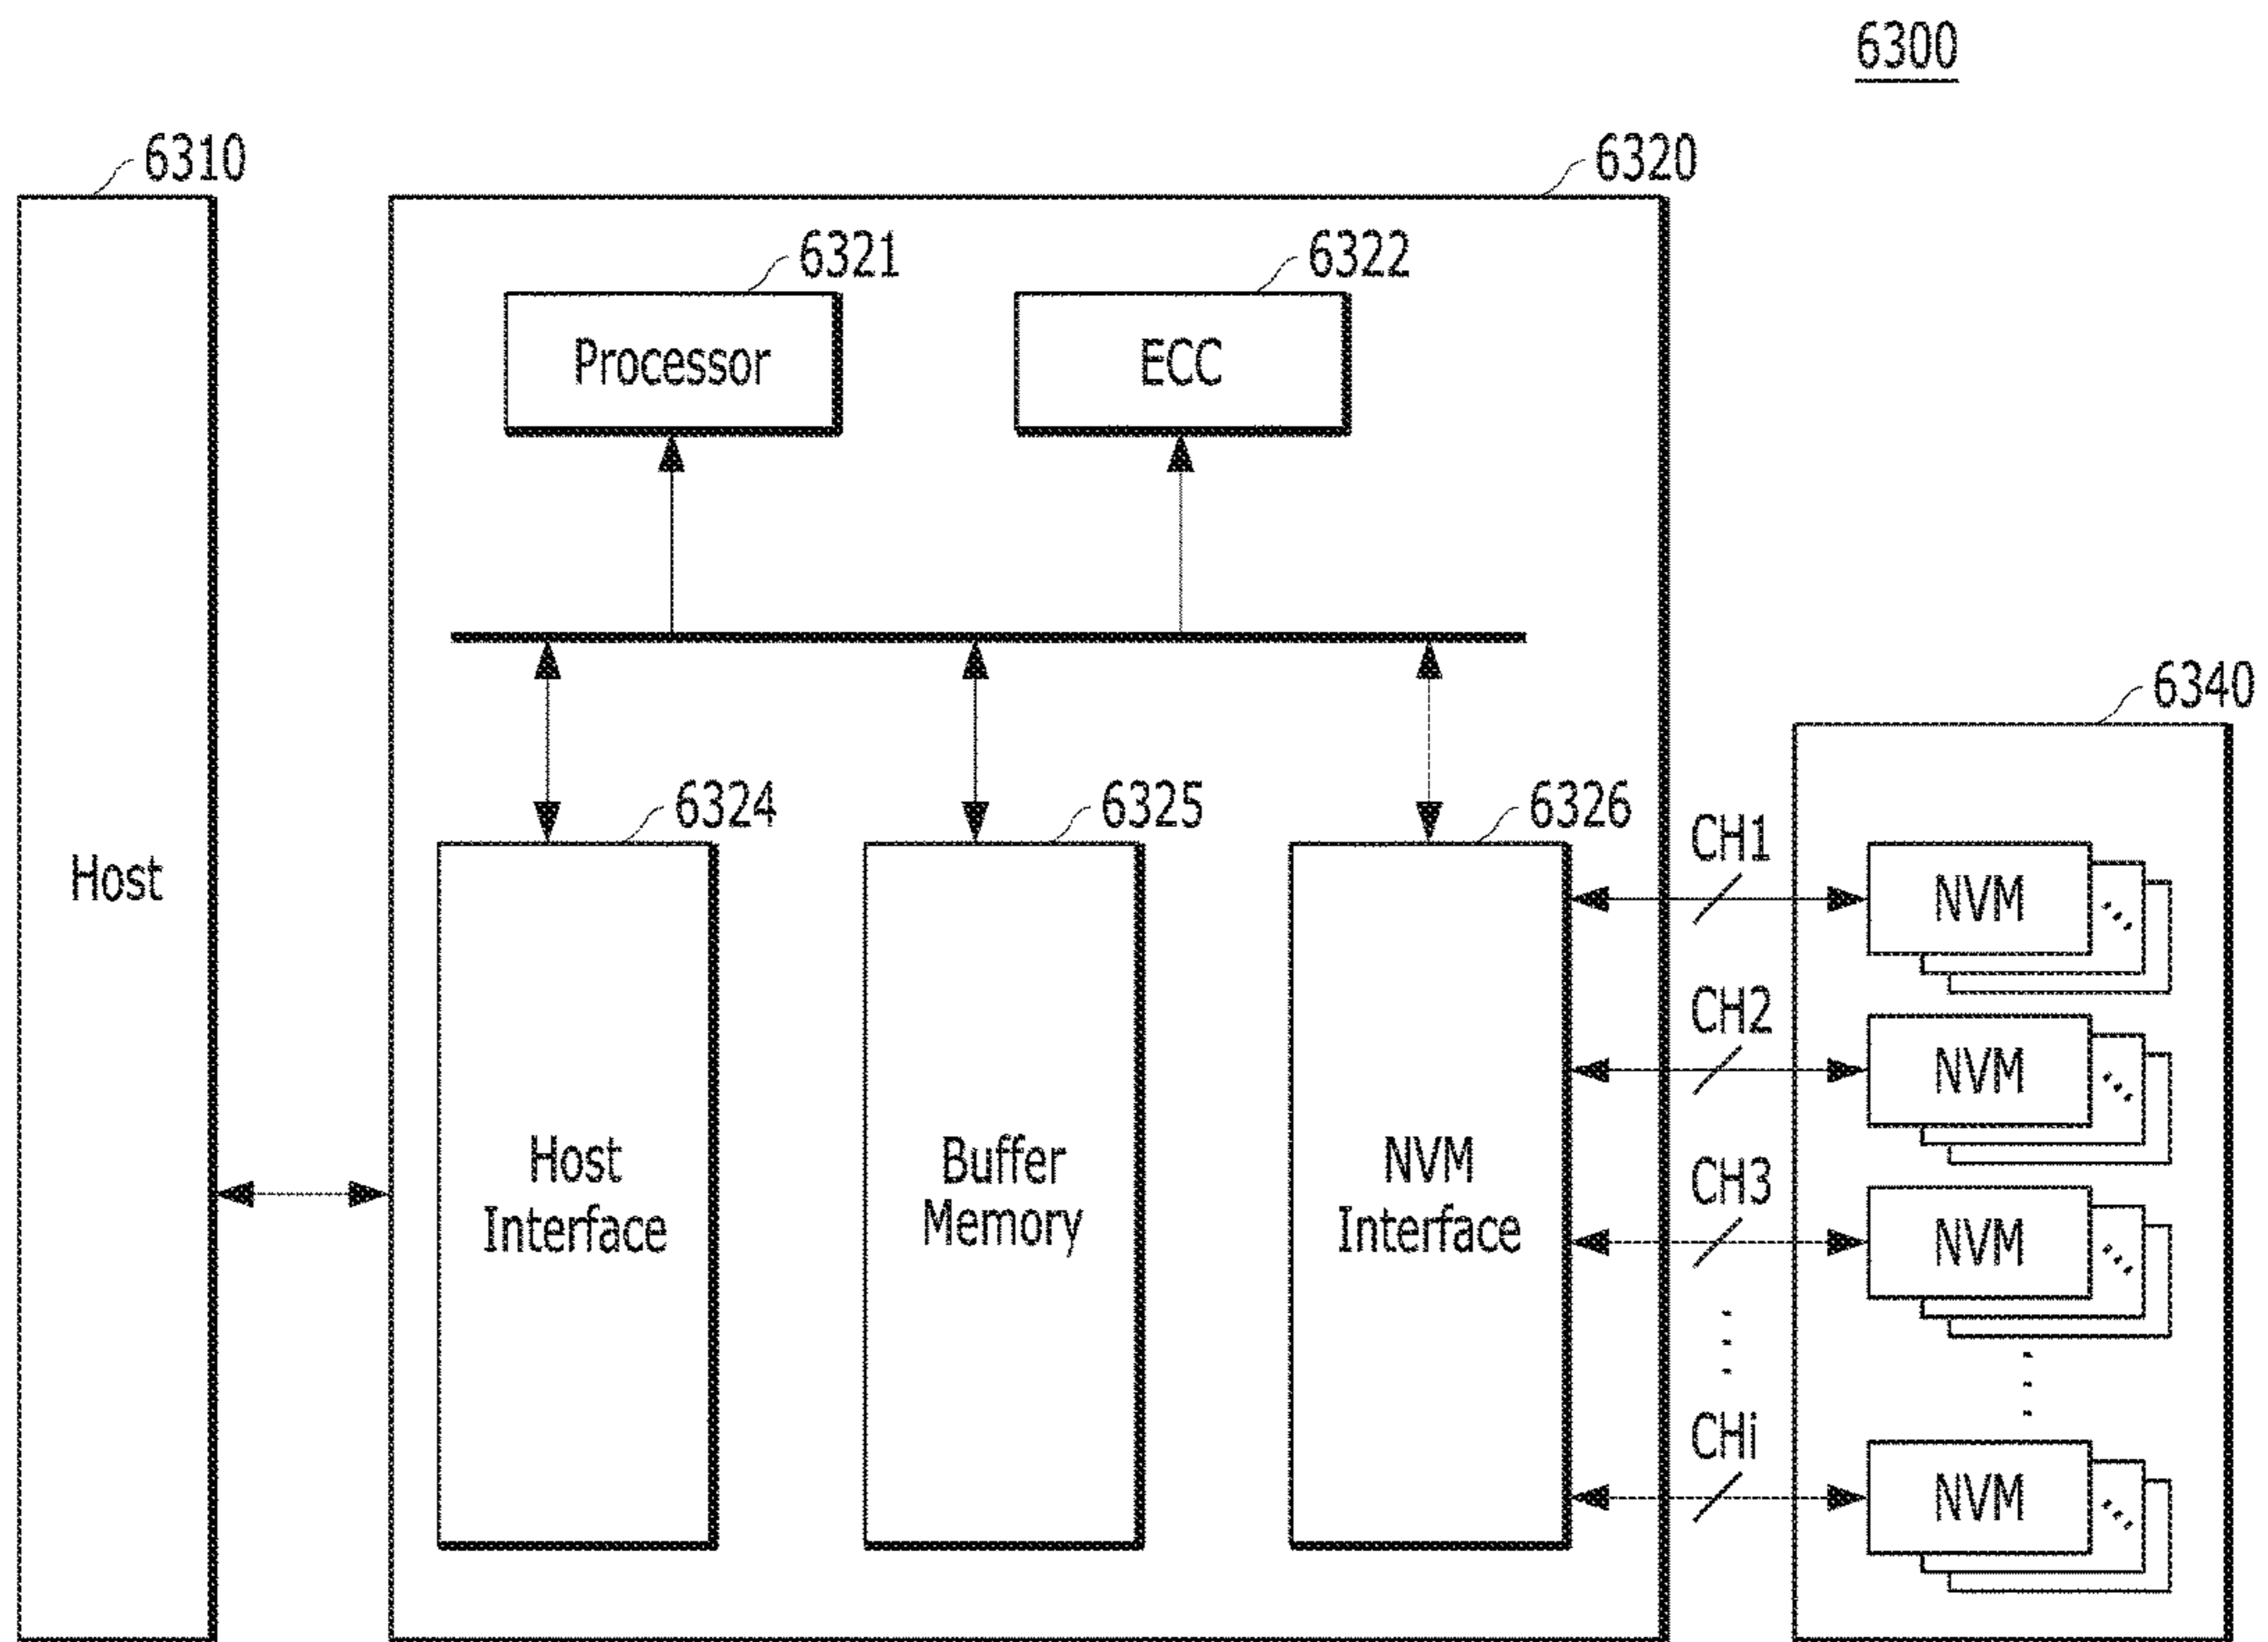 6300
6310
6320
6321
6322
Processor
ECC
6340
6324
6325
6326
CH1
Host
NVM
CH2
NVM
Host
Interface
Buffer
Memory
NVM
Interface
CH3
NVM
CHi
NVM